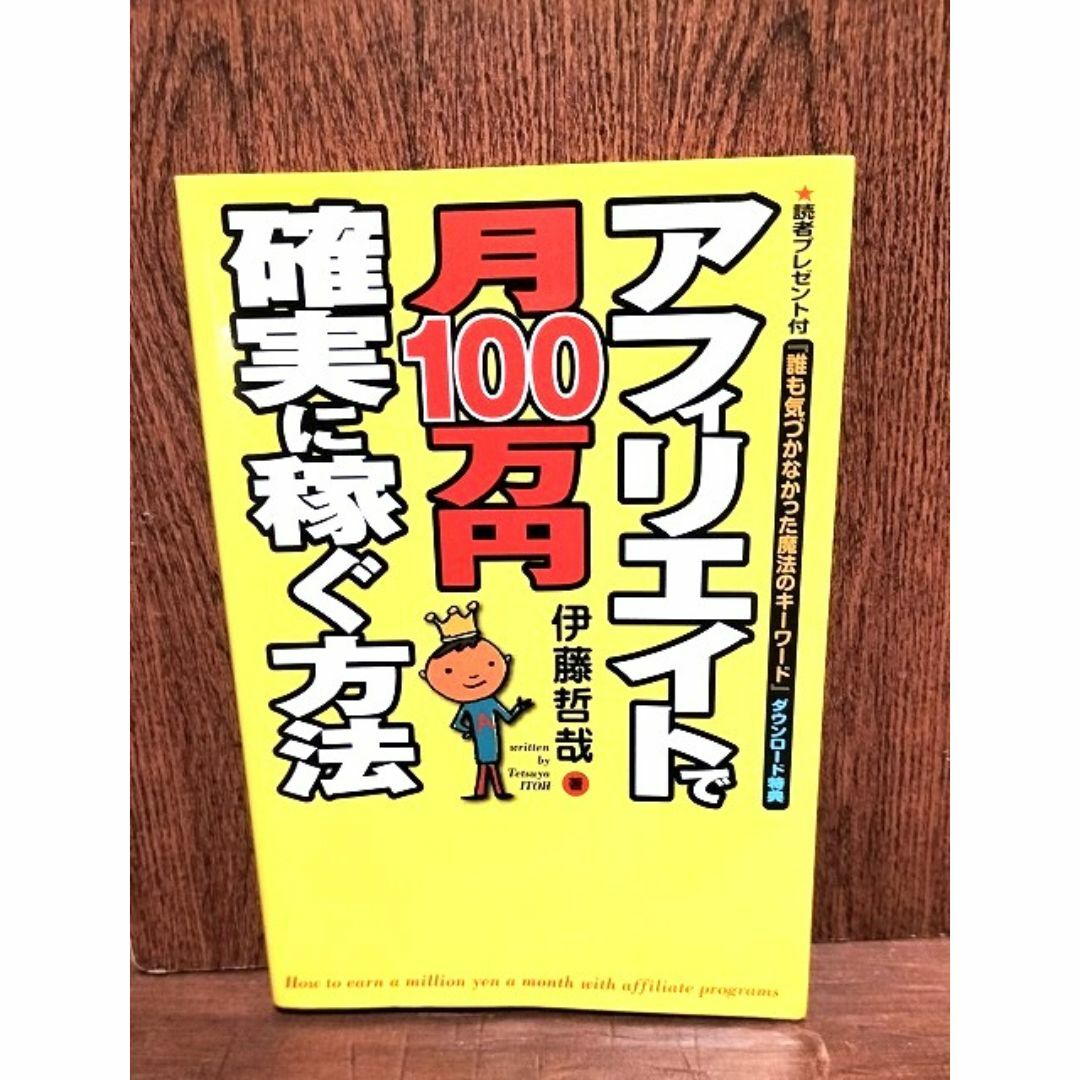 ★読者プレゼント付『誰も気づかなかった魔法のキーワード』ダウンロード特典
アフィリエイトで
月100万円
確実に稼ぐ方法
伊藤哲哉 著
written
by
Tetsuya
ITOH
A
How to earn a million yen a month with affiliate programs